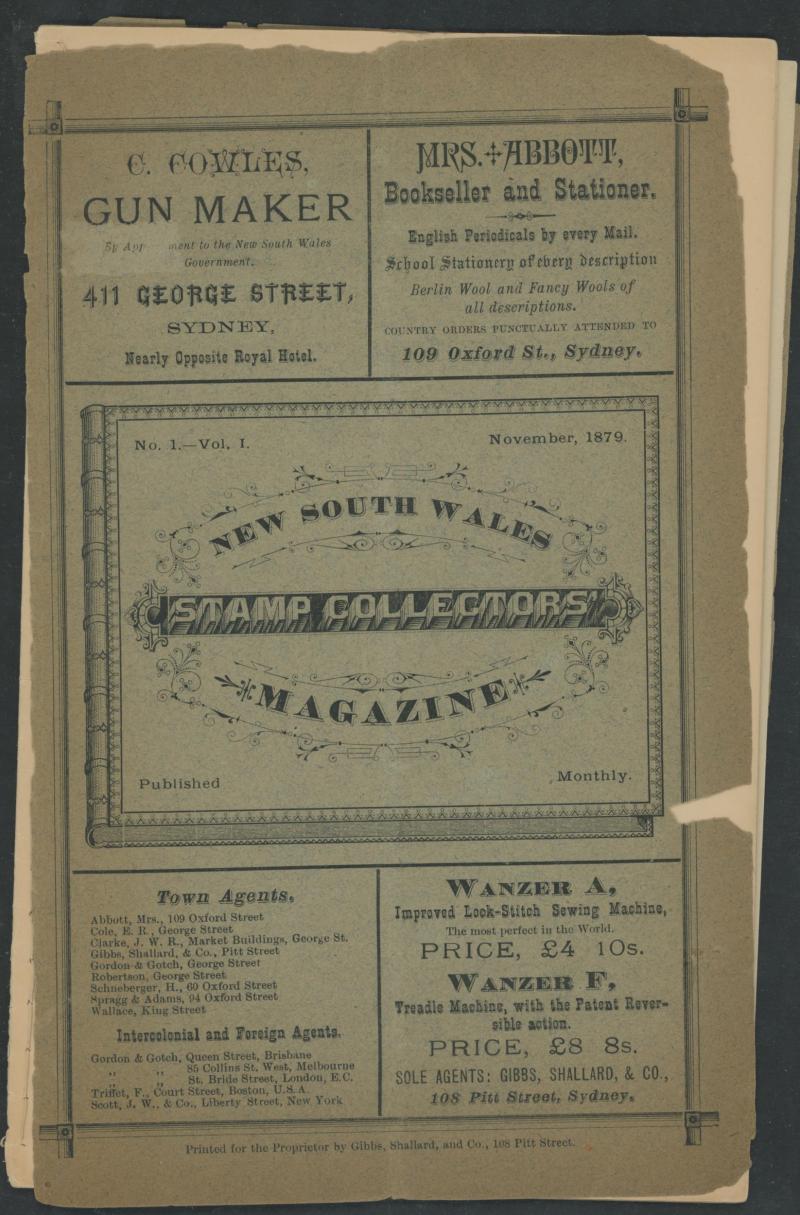 C. COWLES,
GUN MAKER
By App ment to the New South Wales
Government.
411 GEORGE STREET,
SYDNEY,
Nearly Opposite Royal Hotel.
MRS. ABBOTT,
Bookseller and Stationer.
English Periodicals by every Mail.
School Stationery of every description
Berlin Wool and Fancy Wools of
all descriptions.
COUNTRY ORDERS PUNCTUALLY ATTENDED TO
109 Oxford St., Sydney.
No. 1.—Vol. I.
November, 1879.
NEW SOUTH WALES
STAMP COLLECTORS'
MAGAZINE
Published
Monthly.
Town Agents.
Abbott, Mrs., 109 Oxford Street
Cole, E. R., George Street
Clarke, J. W. R., Market Buildings, George St.
Gibbs, Shallard, & Co., Pitt Street
Gordon & Gotch, George Street
Robertson, George Street
Schneberger, H., 60 Oxford Street
Spragg & Adams, 94 Oxford Street
Wallace, King Street
Intercolonial and Foreign Agents.
Gordon & Gotch, Queen Street, Brisbane
„ „ 85 Collins St. West, Melbourne
„ „ St. Bride Street, London, E.C.
Triffet, F., Court Street, Boston, U.S.A.
Scott, J. W., & Co., Liberty Street, New York
WANZER A,
Improved Lock-Stitch Sewing Machine,
The most perfect in the World.
PRICE, £4 10s.
WANZER F,
Treadle Machine, with the Patent Rever-
sible action.
PRICE, £8 8s.
SOLE AGENTS: GIBBS, SHALLARD, & CO.,
108 Pitt Street, Sydney.
Printed for the Proprietor by Gibbs, Shallard, and Co., 108 Pitt Street.